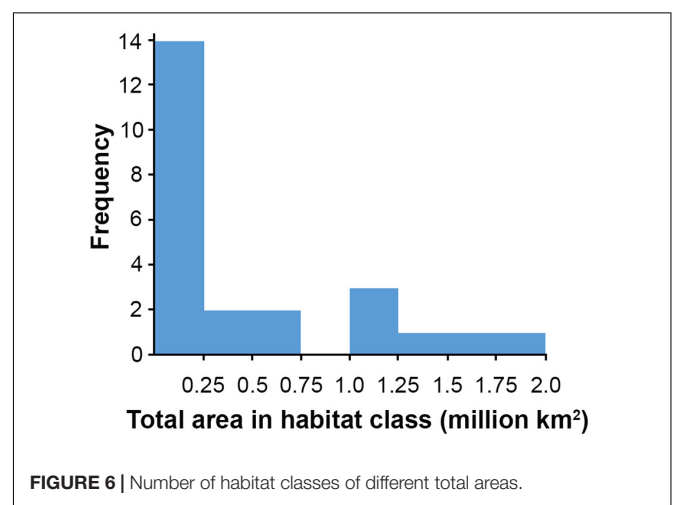 14
12
10
8
6
4
2
0
Frequency
0.25 0.5 0.75 1.0 1.25 1.5 1.75 2.0
Total area in habitat class (million km²)
FIGURE 6 | Number of habitat classes of different total areas.